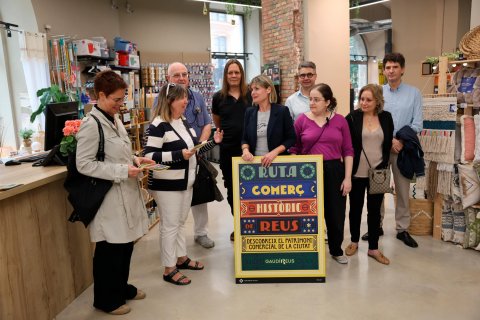 RUTA
COMERÇ
HISTÒRIC
DE REUS
DESCOBREIX EL PATRIMONI
COMERCIAL DE LA CIUTAT
GAUDIREUS